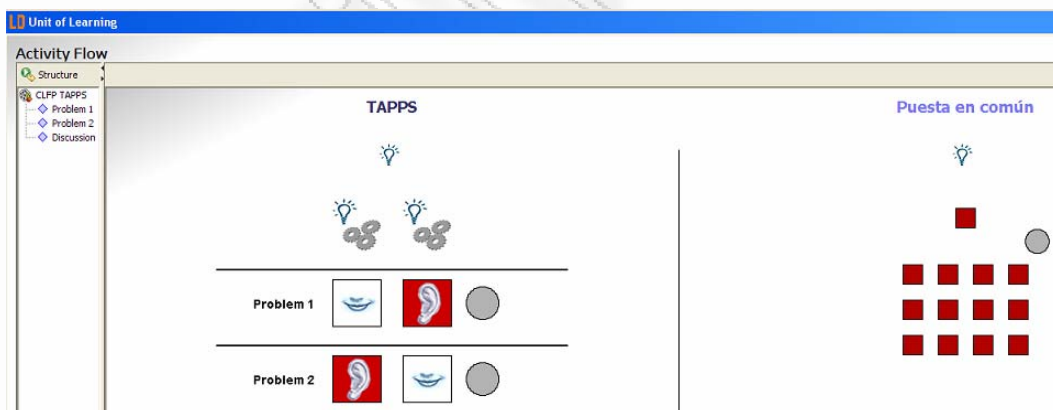 LD Unit of Learning
Activity Flow
Structure
CLFP TAPPS
Problem 1
Problem 2
Discussion
TAPPS
Puesta en común
Problem 1
Problem 2